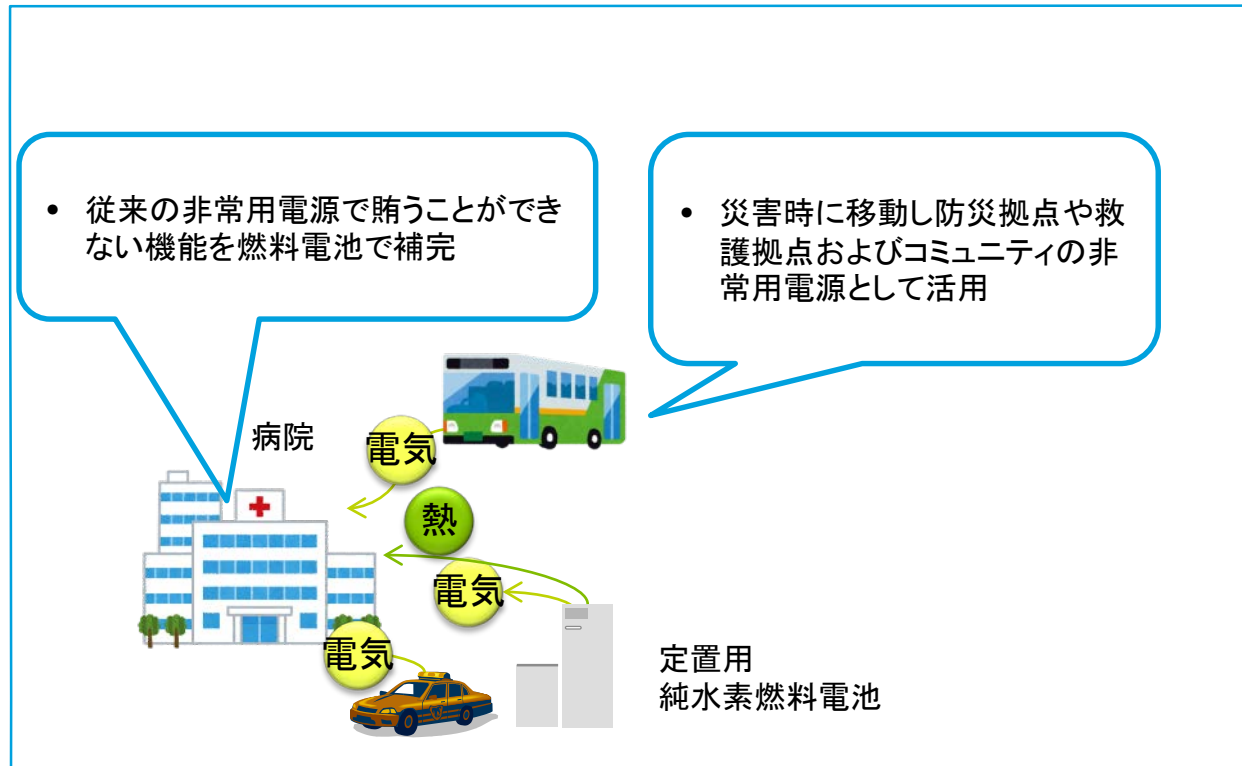 • 従来の非常用電源で賄うことができ
ない機能を燃料電池で補完
• 災害時に移動し防災拠点や救
護拠点およびコミュニティの非
常用電源として活用
病院
電気
熱
電気
電気
定置用
純水素燃料電池